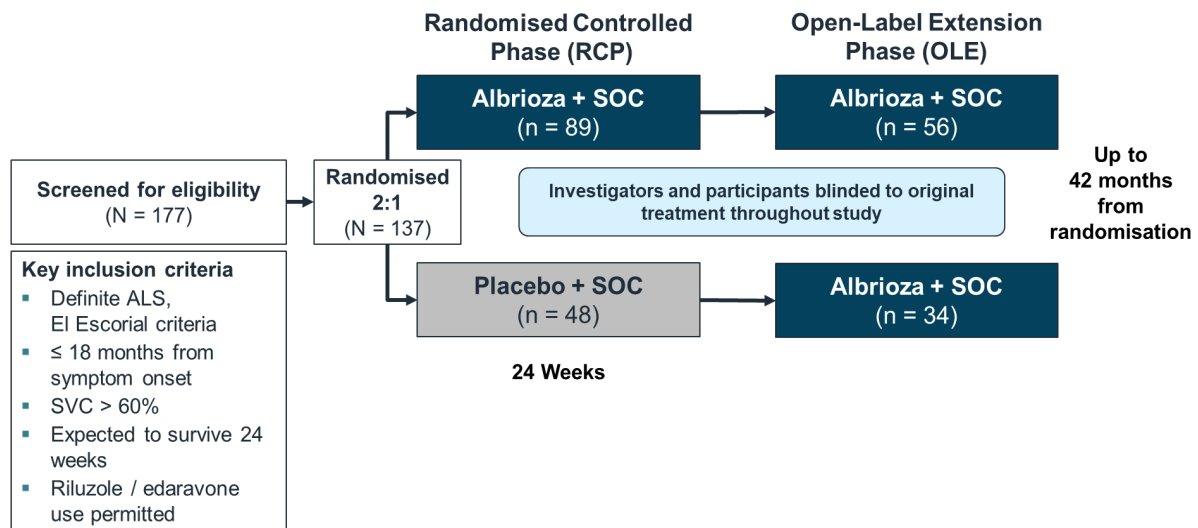 Randomised Controlled
Phase (RCP)
Open-Label Extension
Phase (OLE)
Albrioza + SOC
(n = 89)
Albrioza + SOC
(n = 56)
Screened for eligibility
(N = 177)
Randomised
2:1
(N = 137)
Investigators and participants blinded to original
treatment throughout study
Up to
42 months
from
randomisation
Key inclusion criteria
▪ Definite ALS,
El Escorial criteria
▪ ≤ 18 months from
symptom onset
▪ SVC > 60%
▪ Expected to survive 24
weeks
▪ Riluzole / edaravone
use permitted
Placebo + SOC
(n = 48)
Albrioza + SOC
(n = 34)
24 Weeks